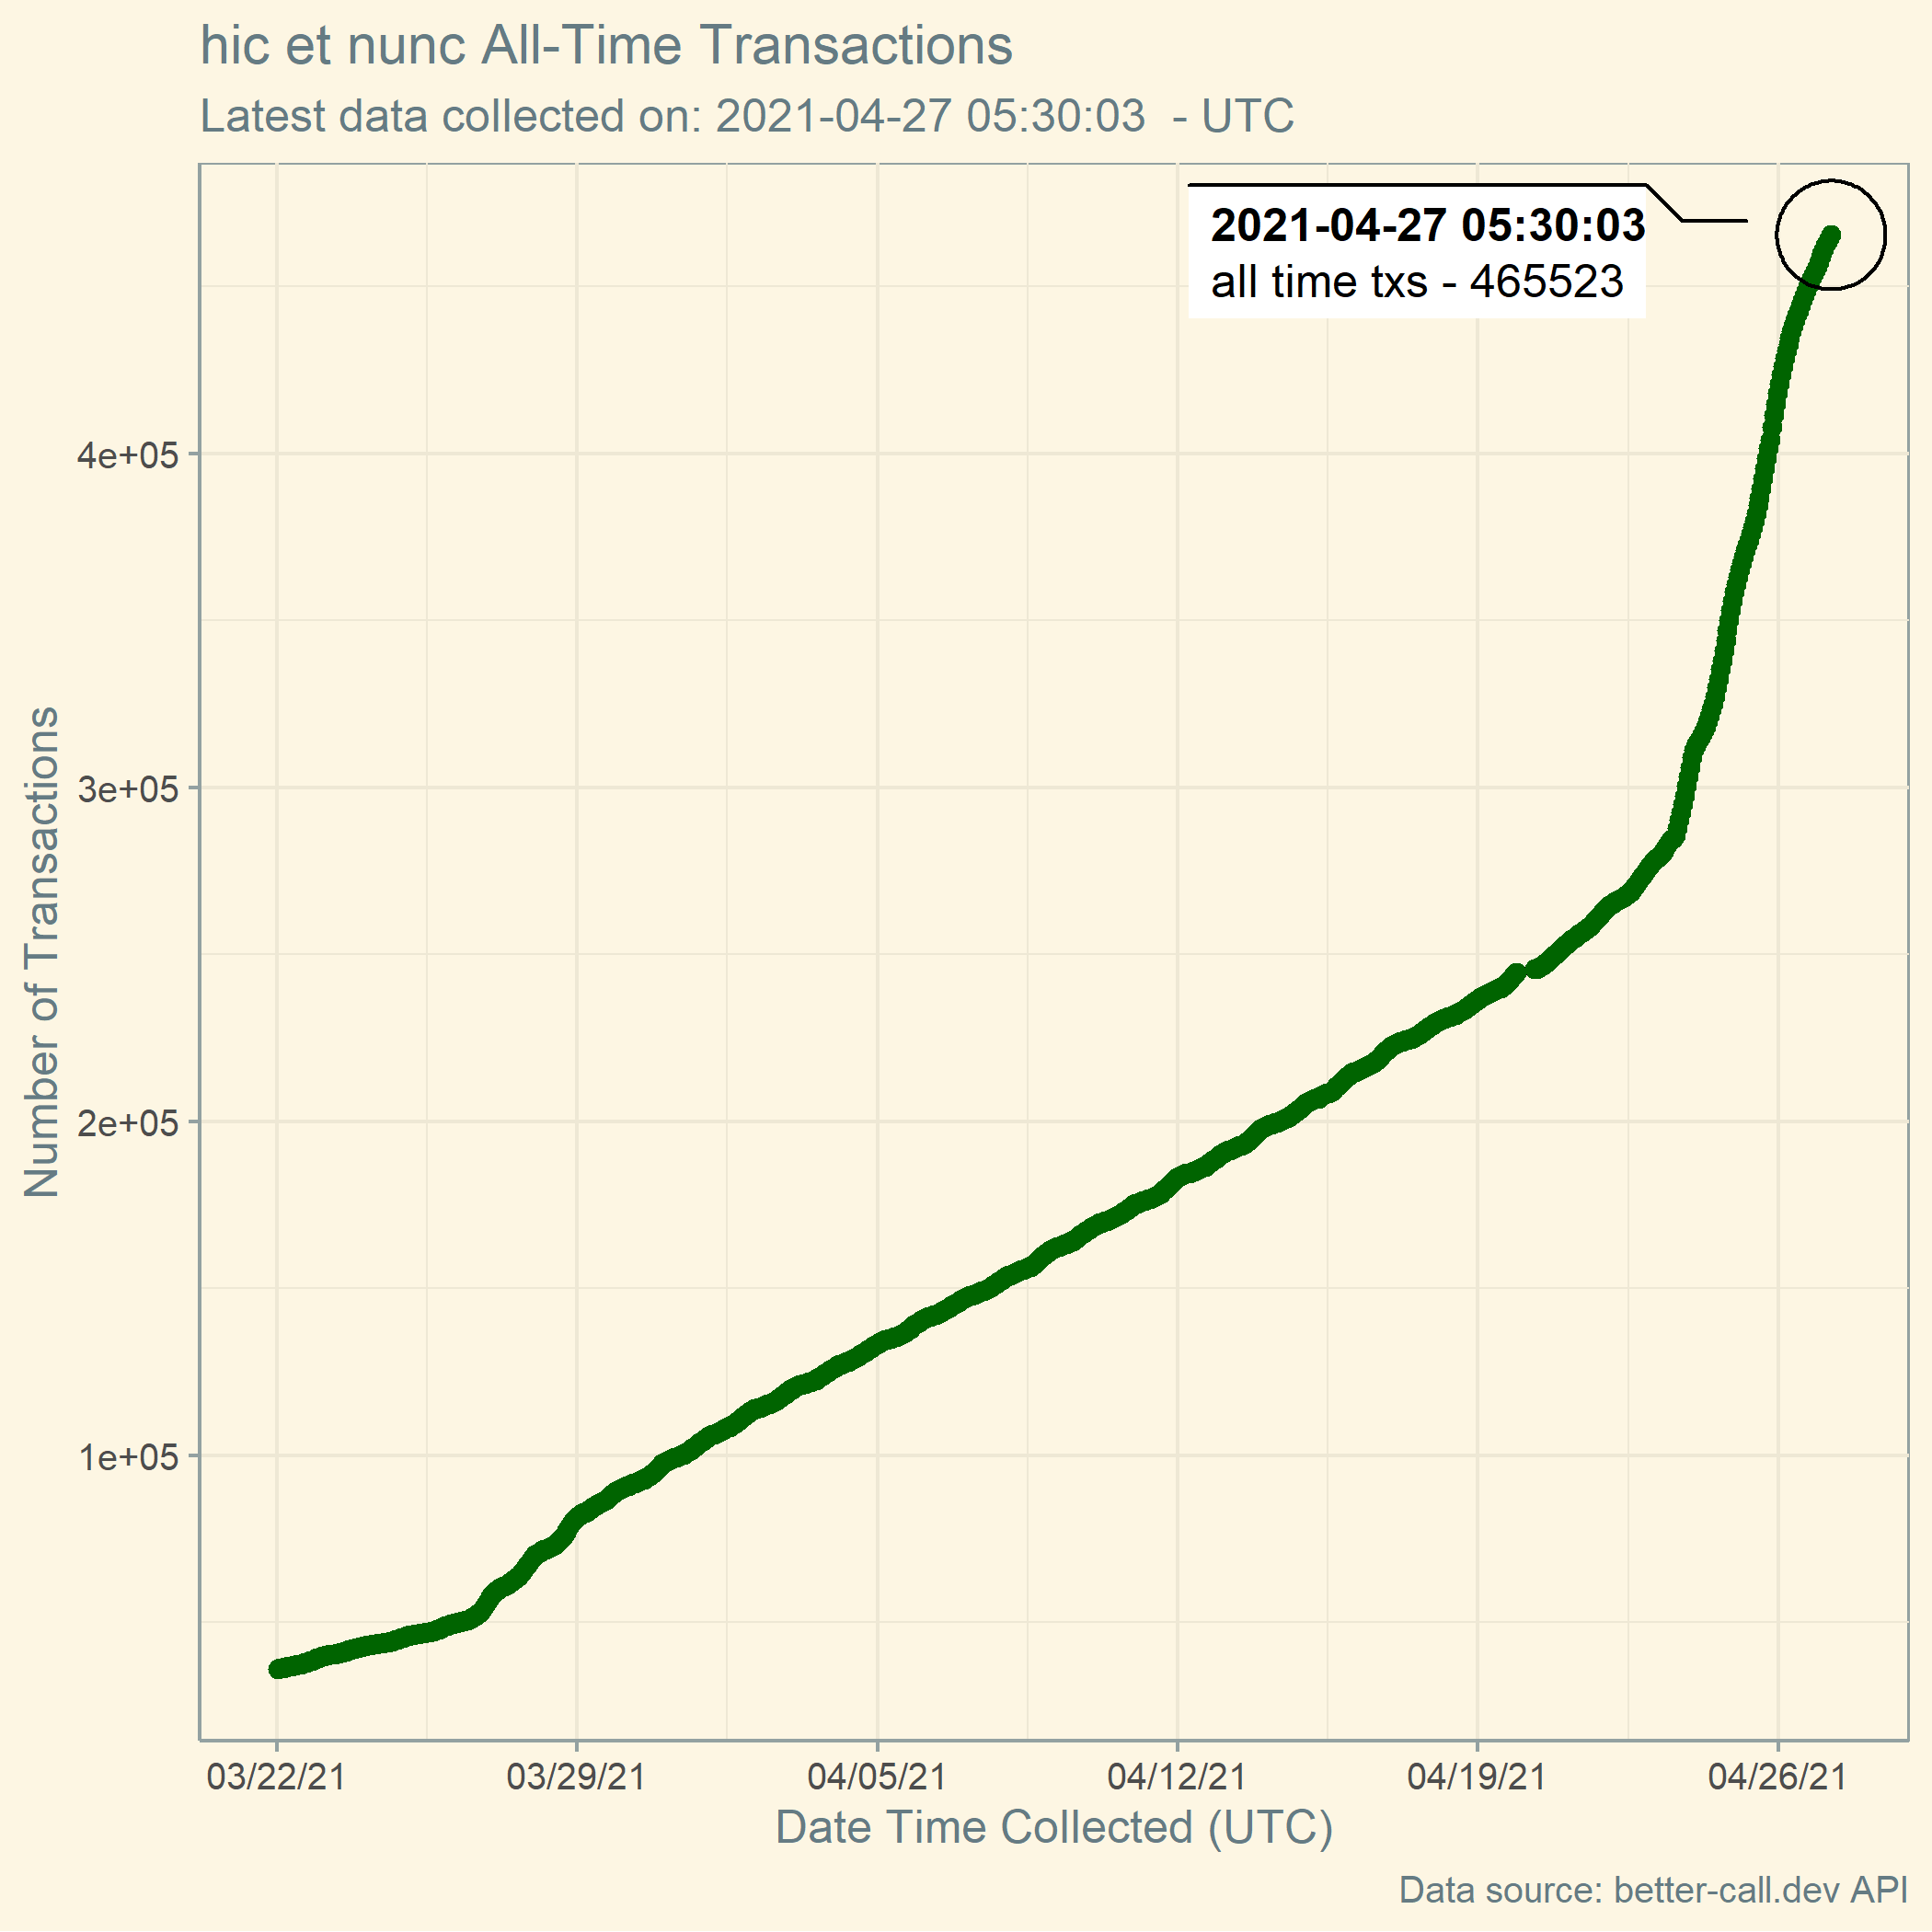 hic et nunc All-Time Transactions
Latest data collected on: 2021-04-27 05:30:03  - UTC
2021-04-27 05:30:03
all time txs - 465523
Number of Transactions
4e+05
3e+05
2e+05
1e+05
03/22/21
03/29/21
04/05/21
04/12/21
04/19/21
04/26/21
Date Time Collected (UTC)
Data source: better-call.dev API